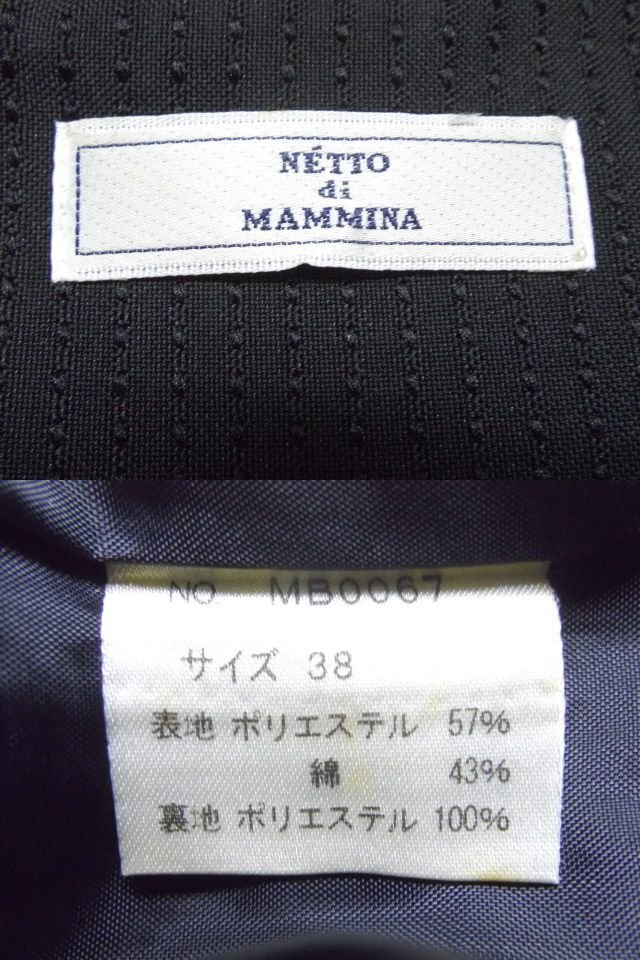 NÉTTO
di
MAMMINA
NO. MB0067
サイズ 38
表地 ポリエステル 57%
綿 43%
裏地 ポリエステル 100%